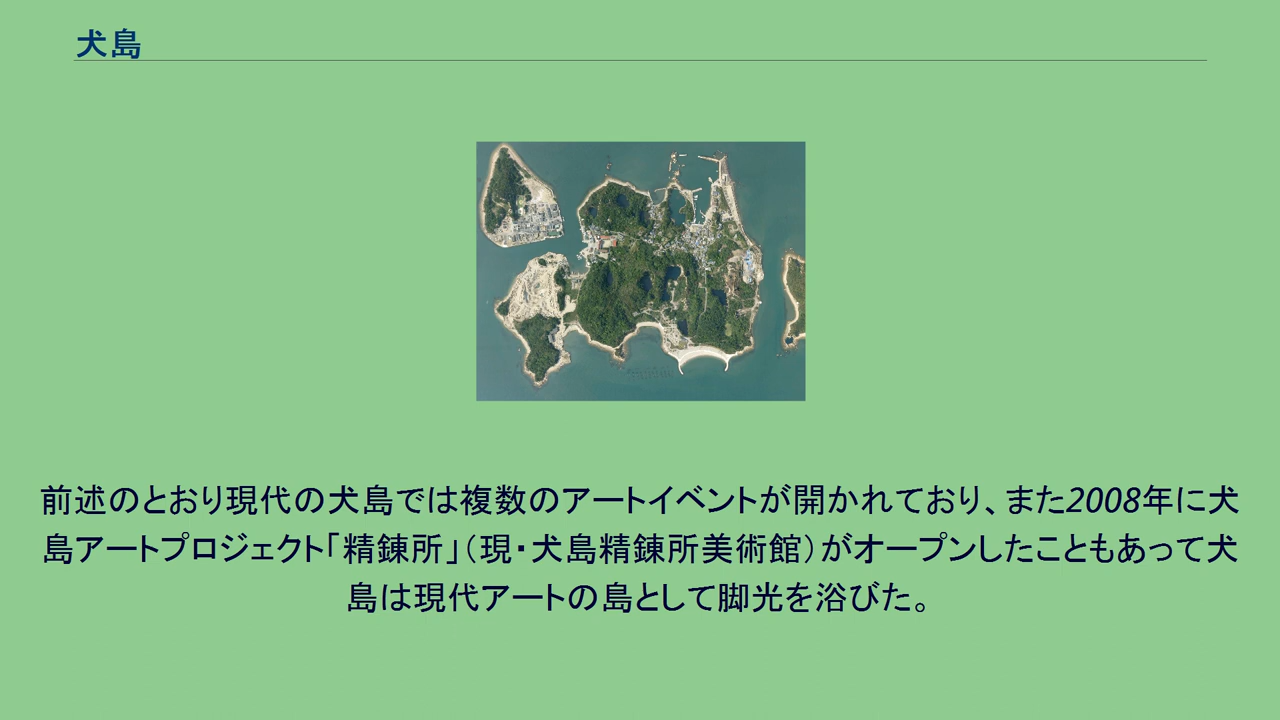 犬島
前述のとおり現代の犬島では複数のアートイベントが開かれており、また2008年に犬
島アートプロジェクト「精錬所」（現・犬島精錬所美術館）がオープンしたこともあって犬
島は現代アートの島として脚光を浴びた。